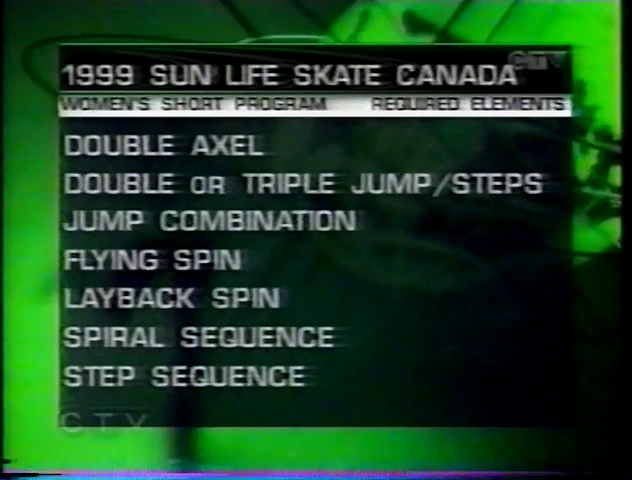 1999 SUN LIFE SKATE CANADA
CTV
WOMEN'S SHORT PROGRAM REQUIRED ELEMENTS
DOUBLE AXEL
DOUBLE OR TRIPLE JUMP/STEPS
JUMP COMBINATION
FLYING SPIN
LAYBACK SPIN
SPIRAL SEQUENCE
STEP SEQUENCE
CTV